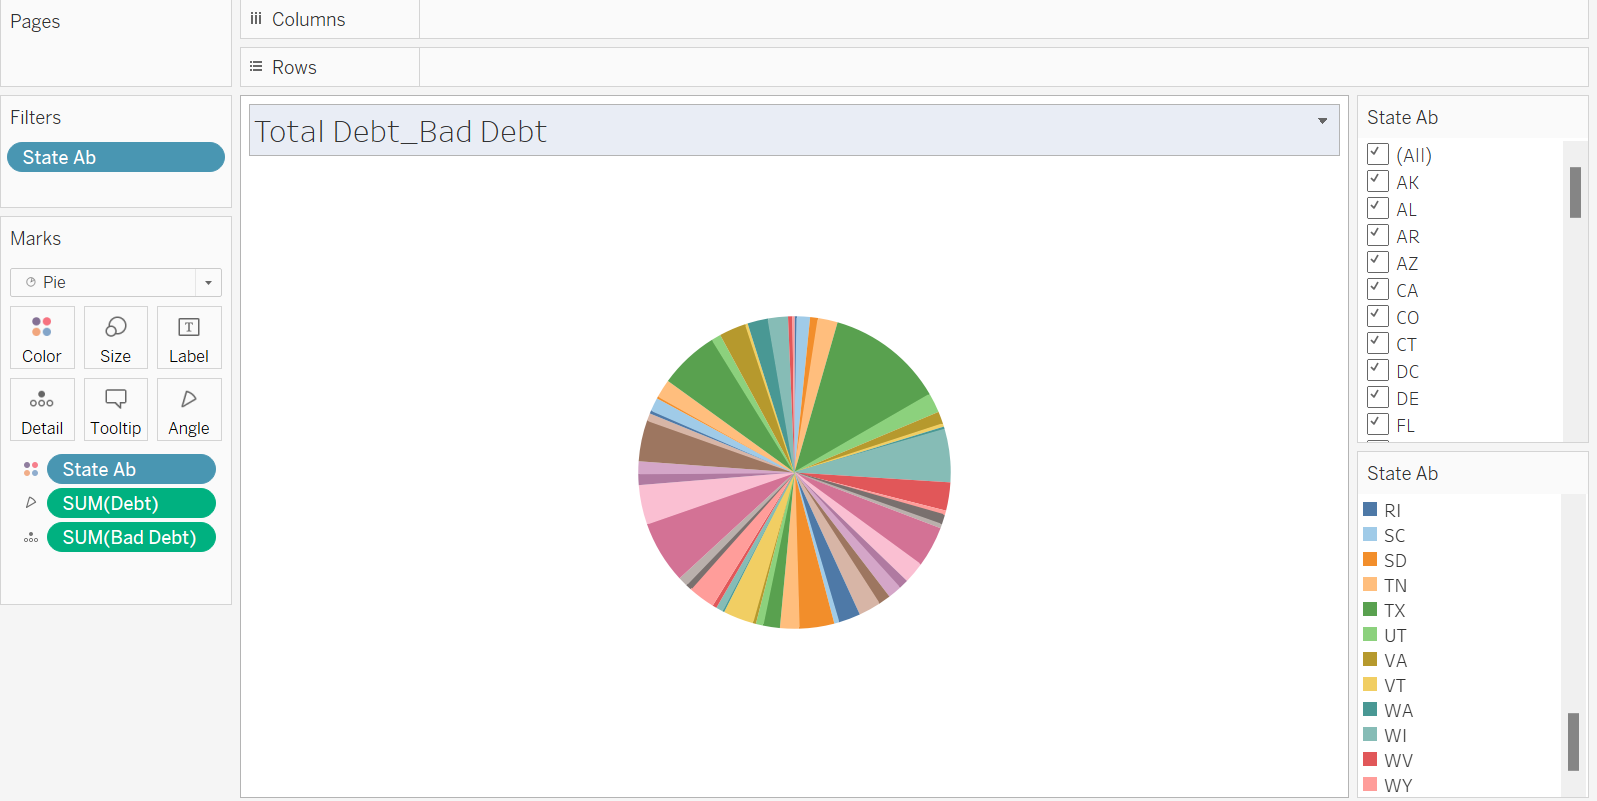 Pages
Columns
Rows
Filters
State Ab
Marks
Pie
Color
Size
Label
Detail
Tooltip
Angle
State Ab
SUM(Debt)
SUM(Bad Debt)
Total Debt_Bad Debt
State Ab
(All)
AK
AL
AR
AZ
CA
CO
CT
DC
DE
FL
State Ab
RI
SC
SD
TN
TX
UT
VA
VT
WA
WI
WV
WY